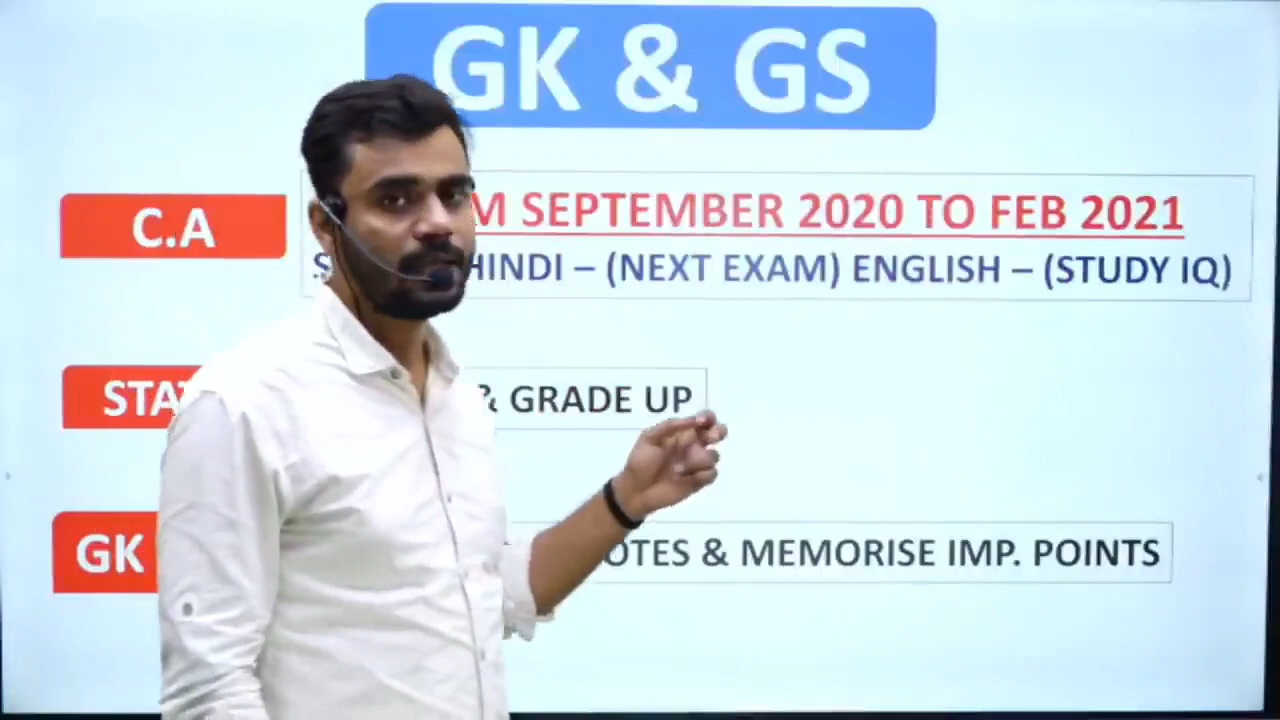 GK & GS
C.A
M SEPTEMBER 2020 TO FEB 2021
HINDI – (NEXT EXAM) ENGLISH – (STUDY IQ)
STAT
& GRADE UP
GK
OTES & MEMORISE IMP. POINTS